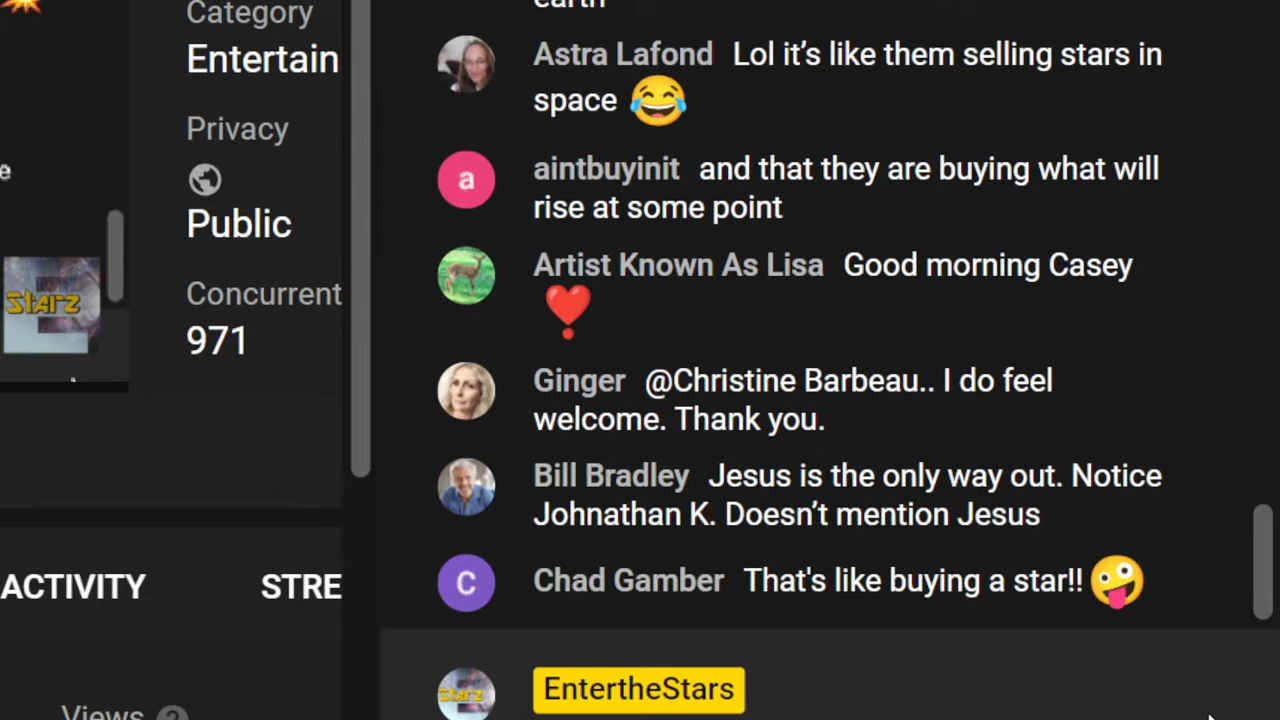 earth
Category
Entertain
Privacy
Public
Concurrent
971
e
Starz
ACTIVITY
STRE
Views
Astra Lafond Lol it’s like them selling stars in
space 😂
a
aintbuyinit and that they are buying what will
rise at some point
Artist Known As Lisa Good morning Casey
❣️
Ginger @Christine Barbeau.. I do feel
welcome. Thank you.
Bill Bradley Jesus is the only way out. Notice
Johnathan K. Doesn’t mention Jesus
C
Chad Gamber That's like buying a star!!🤪
Starz
EntertheStars